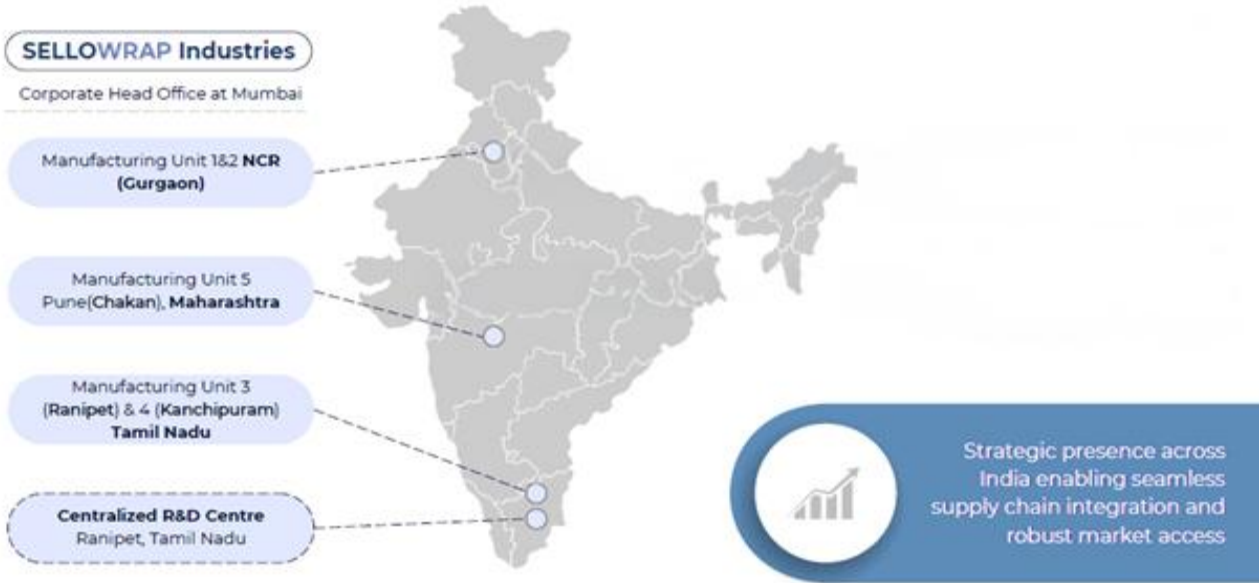 SELLOWRAP Industries
Corporate Head Office at Mumbai
Manufacturing Unit 1&2 NCR
(Gurgaon)
Manufacturing Unit 5
Pune(Chakan), Maharashtra
Manufacturing Unit 3
(Ranipet) & 4 (Kanchipuram)
Tamil Nadu
Centralized R&D Centre
Ranipet, Tamil Nadu
Strategic presence across
India enabling seamless
supply chain integration and
robust market access